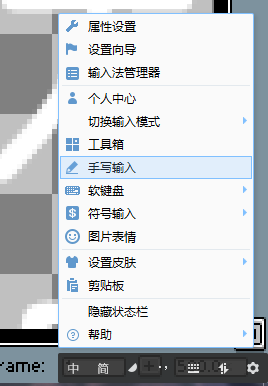 属性设置
设置向导
输入法管理器
个人中心
切换输入模式
工具箱
手写输入
软键盘
符号输入
图片表情
设置皮肤
剪贴板
隐藏状态栏
帮助
rame:
中 简